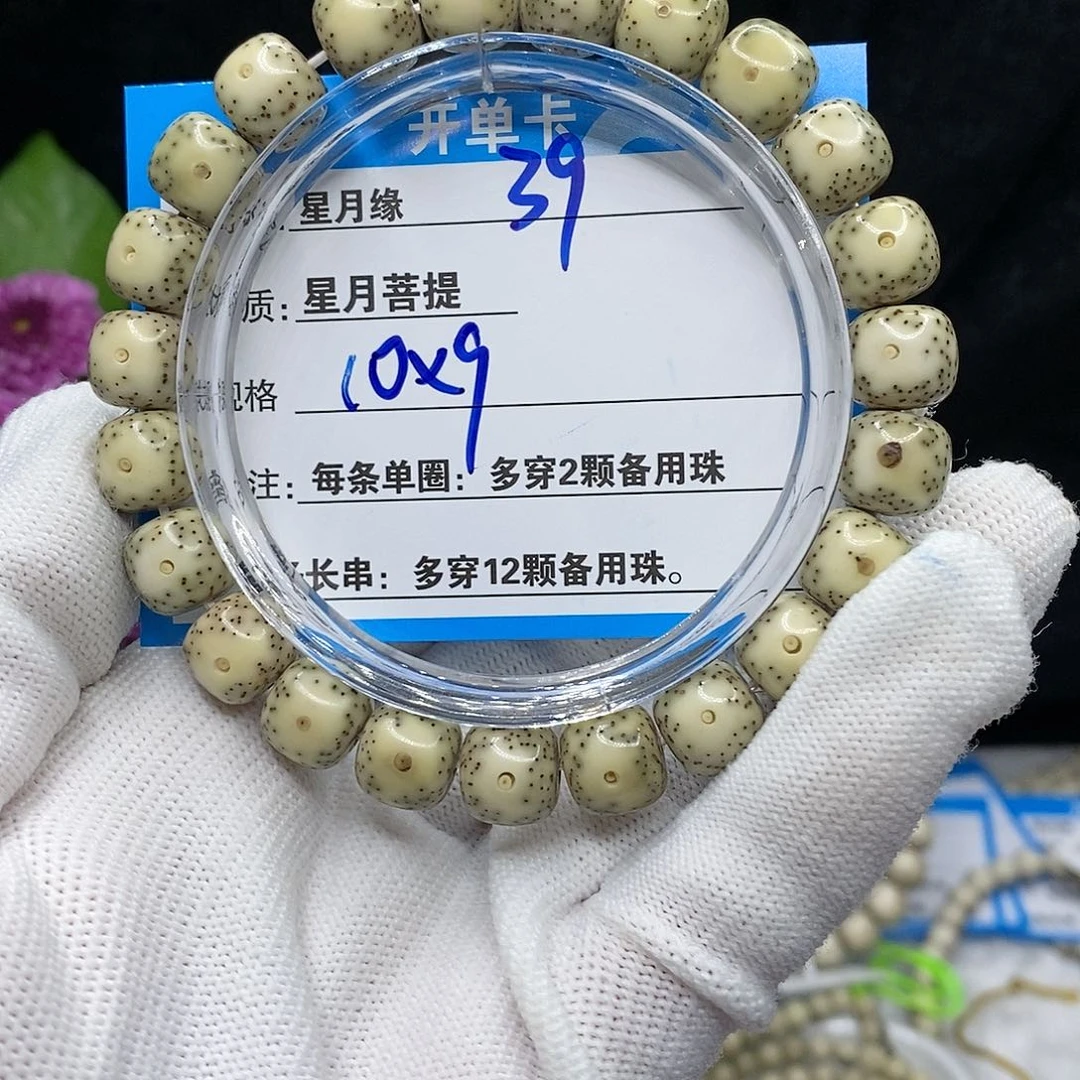 开单卡
星月缘 39
质：星月菩提
规格 10x9
注：每条单圈：多穿2颗备用珠
长串：多穿12颗备用珠。